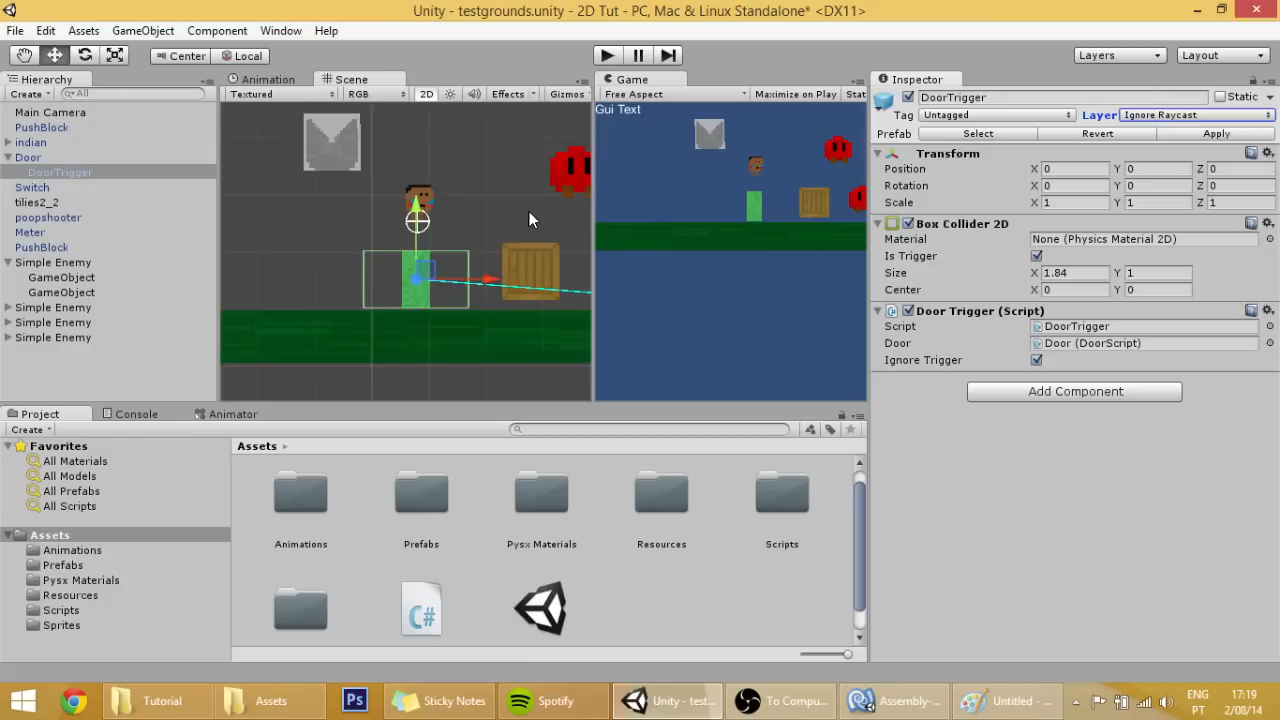 Unity - testgrounds.unity - 2D Tut - PC, Mac & Linux Standalone* <DX11>
File Edit Assets GameObject Component Window Help
Center Local Layers Layout
Hierarchy
Create All
Main Camera
PushBlock
indian
Door
DoorTrigger
Switch
tilies2_2
poopshooter
Meter
PushBlock
Simple Enemy
GameObject
GameObject
Simple Enemy
Simple Enemy
Simple Enemy
Animation Scene
Textured RGB 2D Effects Gizmos
Game
Free Aspect Maximize on Play Stat
Gui Text
Inspector
DoorTrigger Static
Tag Untagged Layer Ignore Raycast
Prefab Select Revert Apply
Transform
Position X 0 Y 0 Z 0
Rotation X 0 Y 0 Z 0
Scale X 1 Y 1 Z 1
Box Collider 2D
Material None (Physics Material 2D)
Is Trigger
Size X 1.84 Y 1
Center X 0 Y 0
Door Trigger (Script)
Script DoorTrigger
Door Door (DoorScript)
Ignore Trigger
Add Component
Project Console Animator
Create
Favorites
All Materials
All Models
All Prefabs
All Scripts
Assets
Animations
Prefabs
Pysx Materials
Resources
Scripts
Sprites
Assets
Animations Prefabs Pysx Materials Resources Scripts
C#
Tutorial Assets Ps Sticky Notes Spotify Unity - test... To Compu... Assembly-... Untitled - ...
ENG 17:19
PT 2/08/14